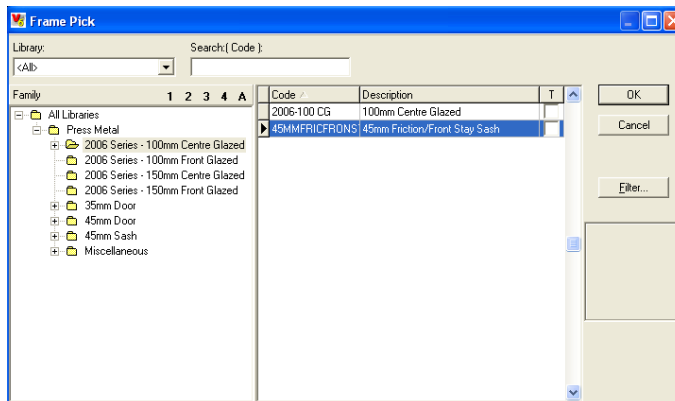 Frame Pick
Library:
Search:( Code ):
<All>
Family 1 2 3 4 A
Code Description T
OK
2006-100 CG 100mm Centre Glazed
45MMFRICFRONS 45mm Friction/Front Stay Sash
Cancel
Filter...
All Libraries
Press Metal
2006 Series - 100mm Centre Glazed
2006 Series - 100mm Front Glazed
2006 Series - 150mm Centre Glazed
2006 Series - 150mm Front Glazed
35mm Door
45mm Door
45mm Sash
Miscellaneous